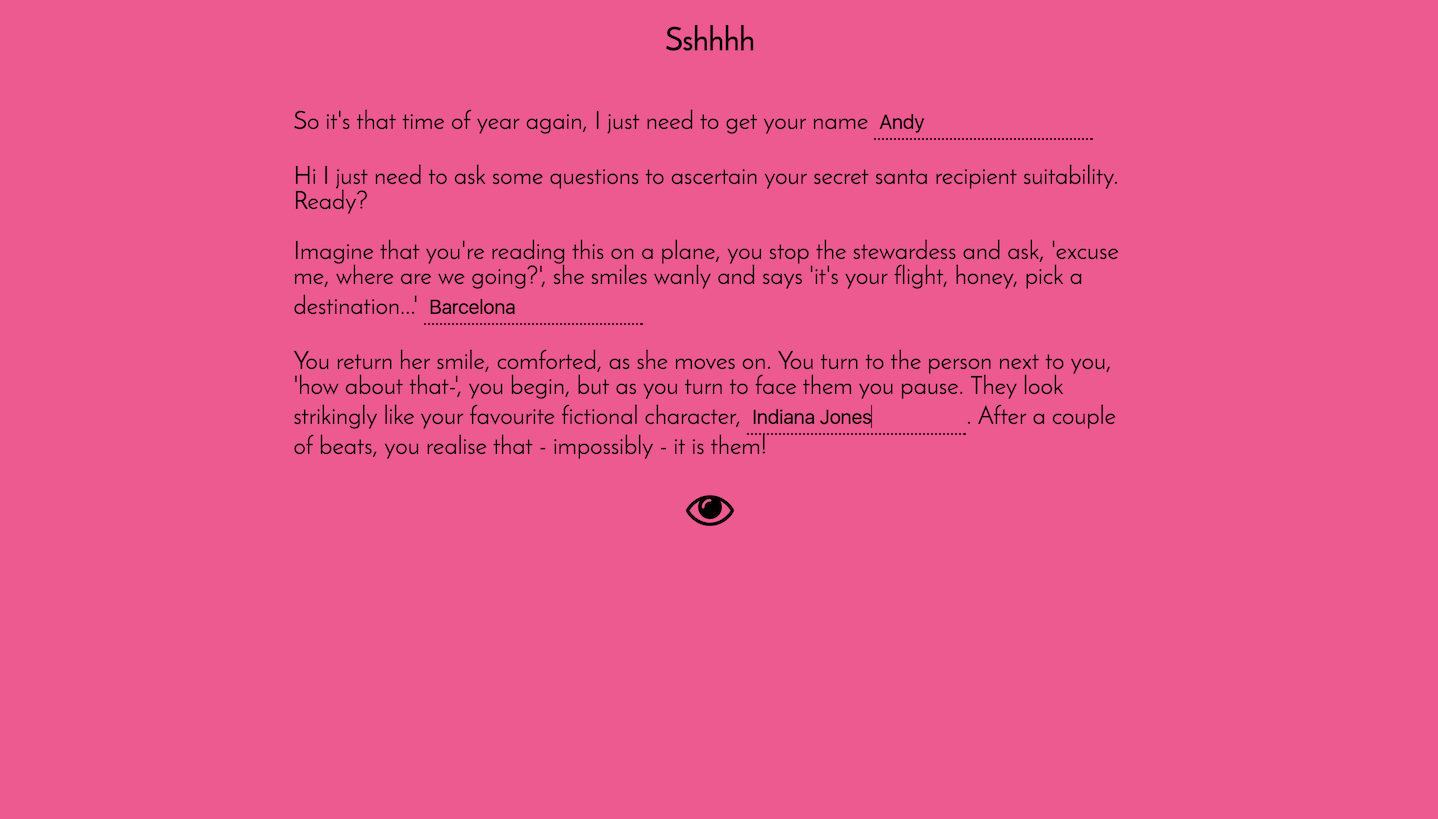 Sshhhh
So it's that time of year again, I just need to get your name Andy
Hi I just need to ask some questions to ascertain your secret santa recipient suitability.
Ready?
Imagine that you're reading this on a plane, you stop the stewardess and ask, 'excuse
me, where are we going?', she smiles wanly and says 'it's your flight, honey, pick a
destination...' Barcelona
You return her smile, comforted, as she moves on. You turn to the person next to you,
'how about that-', you begin, but as you turn to face them you pause. They look
strikingly like your favourite fictional character, Indiana Jones. After a couple
of beats, you realise that - impossibly - it is them!